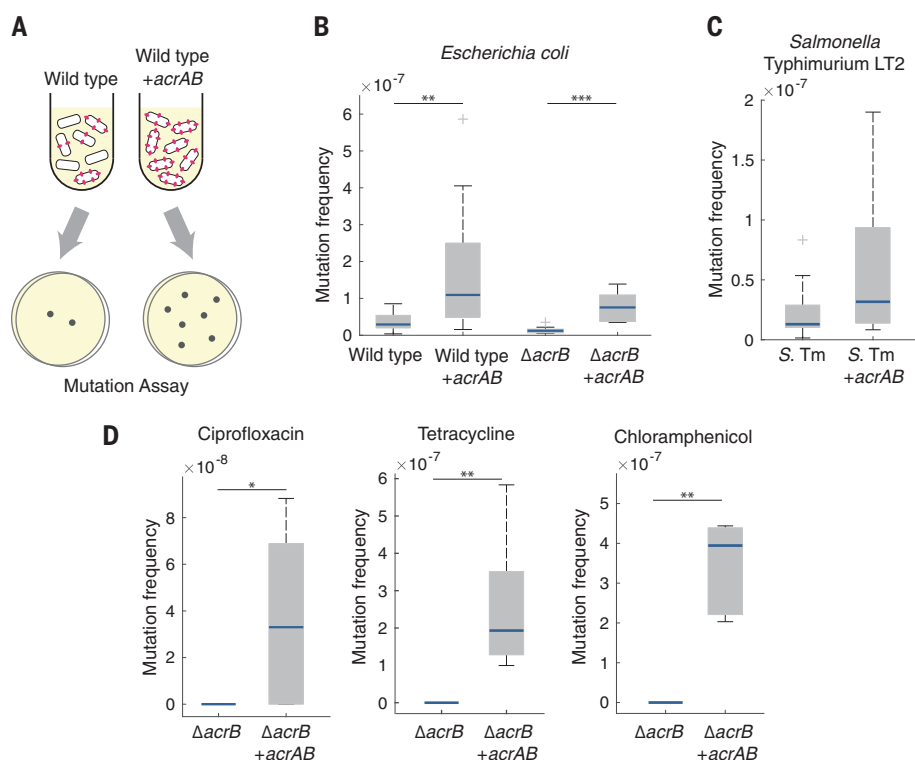 A
Wild type
Wild type
+acrAB
Mutation Assay
B
Escherichia coli
×10⁻⁷
Mutation frequency
6
5
4
3
2
1
0
**
***
Wild type
Wild type
+acrAB
ΔacrB
ΔacrB
+acrAB
C
Salmonella
Typhimurium LT2
×10⁻⁷
Mutation frequency
2
1.5
1
0.5
0
S. Tm
S. Tm
+acrAB
D
Ciprofloxacin
×10⁻⁸
Mutation frequency
8
6
4
2
0
*
ΔacrB
ΔacrB
+acrAB
Tetracycline
×10⁻⁷
Mutation frequency
6
5
4
3
2
1
0
**
ΔacrB
ΔacrB
+acrAB
Chloramphenicol
×10⁻⁷
Mutation frequency
5
4
3
2
1
0
**
ΔacrB
ΔacrB
+acrAB